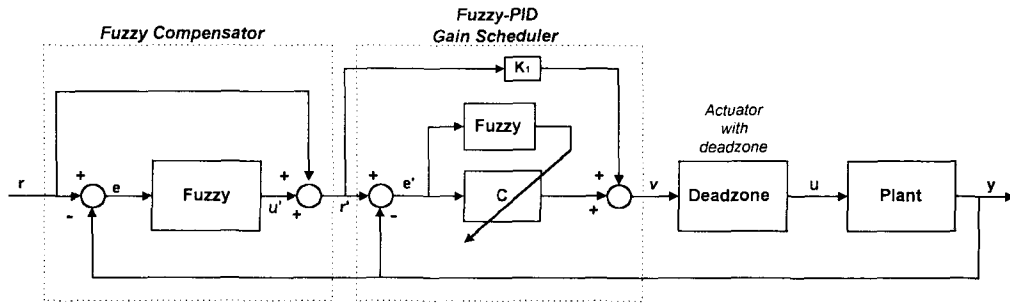 Fuzzy Compensator
Fuzzy-PID
Gain Scheduler
K₁
Actuator
with
deadzone
Fuzzy
r
+
-
e
Fuzzy
u'
+
+
r'
+
-
e'
C
+
+
v
Deadzone
u
Plant
y